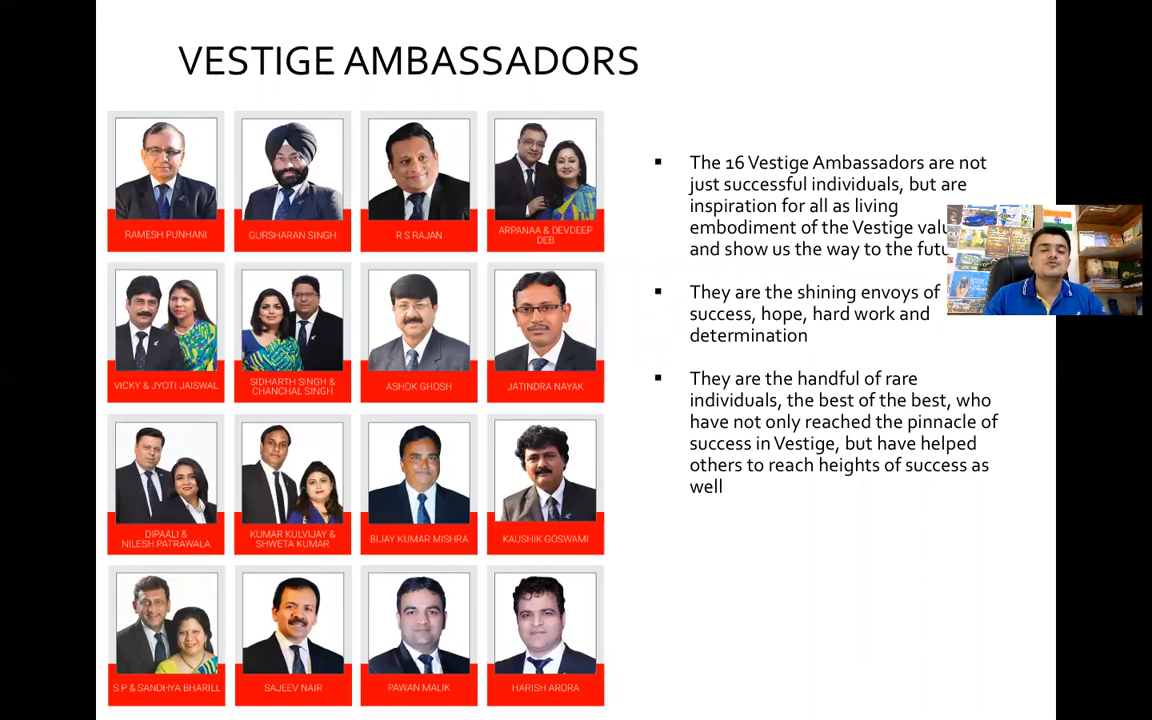 VESTIGE AMBASSADORS
RAMESH PUNHANI
GURSHARAN SINGH
R S RAJAN
ARPANAA & DEVDEEP
DEB
VICKY & JYOTI JAISWAL
SIDHARTH SINGH &
CHANCHAL SINGH
ASHOK GHOSH
JATINDRA NAYAK
DIPAALI &
NILESH PATRAWALA
KUMAR KULVIJAY &
SHWETA KUMAR
BIJAY KUMAR MISHRA
KAUSHIK GOSWAMI
S P & SANDHYA BHARILL
SAJEEV NAIR
PAWAN MALIK
HARISH ARORA
▪ The 16 Vestige Ambassadors are not
just successful individuals, but are
inspiration for all as living
embodiment of the Vestige valu
and show us the way to the futu
▪ They are the shining envoys of
success, hope, hard work and
determination
▪ They are the handful of rare
individuals, the best of the best, who
have not only reached the pinnacle of
success in Vestige, but have helped
others to reach heights of success as
well